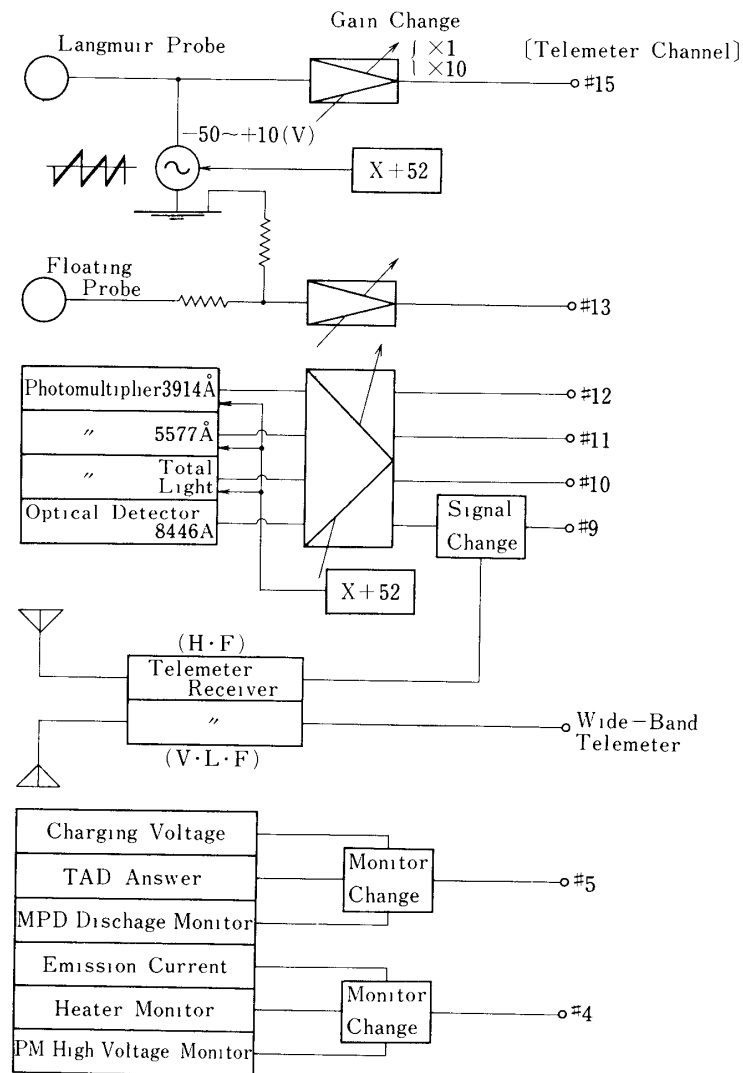 Gain Change
Langmuir Probe
×1
×10
[Telemeter Channel]
#15
−50～+10(V)
X+52
Floating
Probe
#13
Photomultiplier3914Å
〃 5577Å
〃 Total
Light
Optical Detector
8446A
#12
#11
#10
#9
Signal
Change
X+52
(H·F)
Telemeter
Receiver
〃
(V·L·F)
Wide−Band
Telemeter
Charging Voltage
TAD Answer
MPD Dischage Monitor
Monitor
Change
#5
Emission Current
Heater Monitor
PM High Voltage Monitor
Monitor
Change
#4